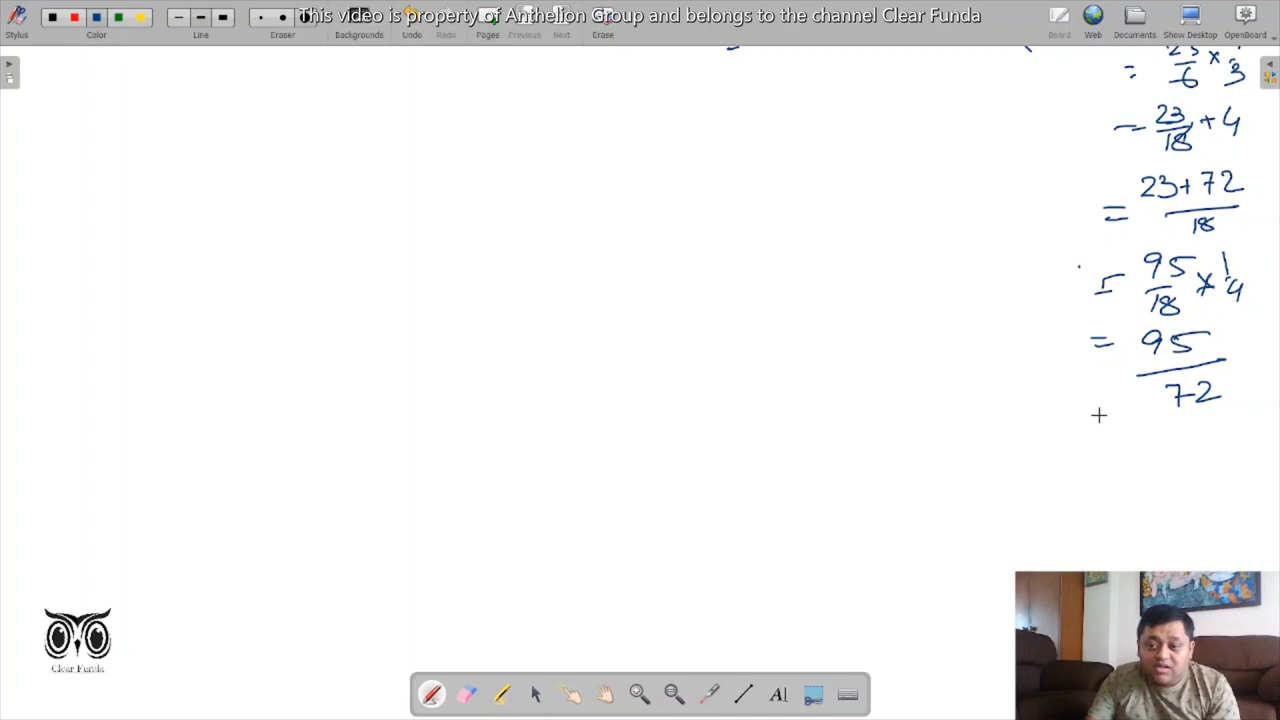 This video is property of Anthelion Group and belongs to the channel Clear Funda
Stylus Color Line Eraser Backgrounds Undo Redo Pages Previous Next Erase Board Web Documents Show Desktop OpenBoard
= 23/6 × 1/3
= 23/18 + 4
= 23+72/18
= 95/18 × 1/4
= 95/72
Clear Funda